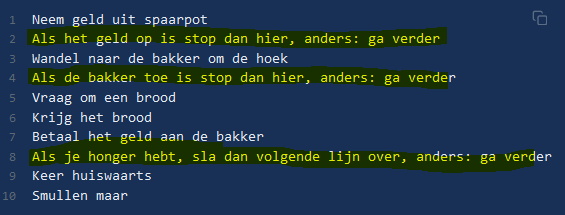 1 Neem geld uit spaarpot
2 Als het geld op is stop dan hier, anders: ga verder
3 Wandel naar de bakker om de hoek
4 Als de bakker toe is stop dan hier, anders: ga verder
5 Vraag om een brood
6 Krijg het brood
7 Betaal het geld aan de bakker
8 Als je honger hebt, sla dan volgende lijn over, anders: ga verder
9 Keer huiswaarts
10 Smullen maar